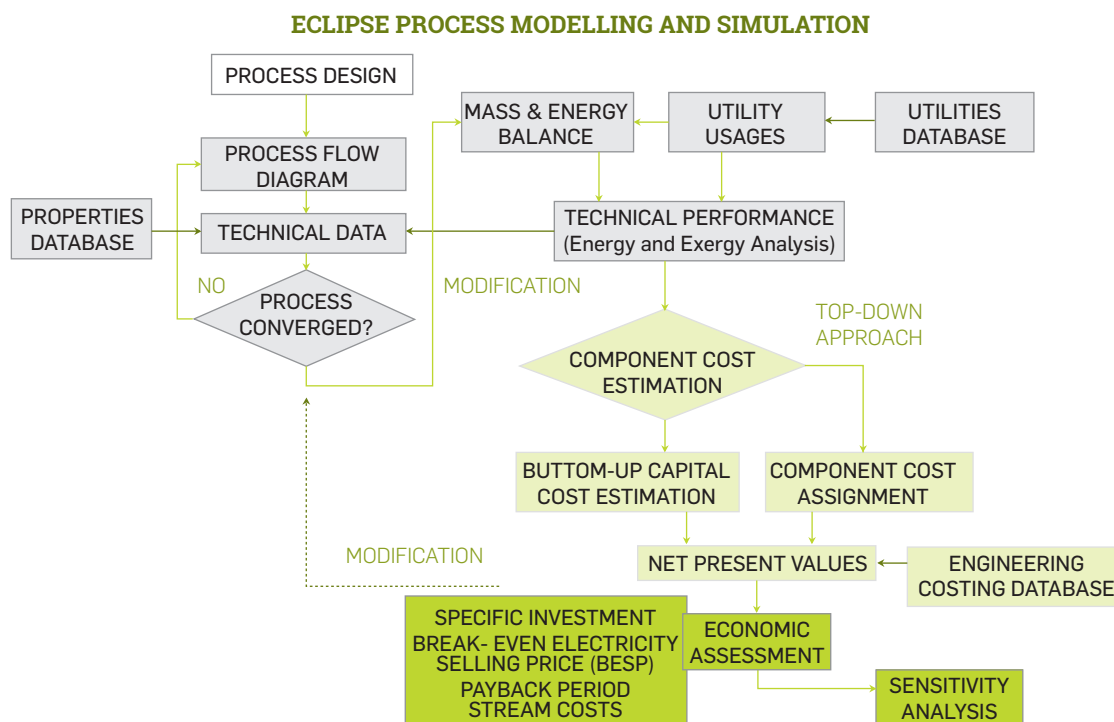 ECLIPSE PROCESS MODELLING AND SIMULATION
PROCESS DESIGN
MASS & ENERGY
BALANCE
UTILITY
USAGES
UTILITIES
DATABASE
PROCESS FLOW
DIAGRAM
PROPERTIES
DATABASE
TECHNICAL DATA
TECHNICAL PERFORMANCE
(Energy and Exergy Analysis)
NO
MODIFICATION
PROCESS
CONVERGED?
TOP-DOWN
APPROACH
COMPONENT COST
ESTIMATION
BUTTOM-UP CAPITAL
COST ESTIMATION
COMPONENT COST
ASSIGNMENT
MODIFICATION
NET PRESENT VALUES
ENGINEERING
COSTING DATABASE
SPECIFIC INVESTMENT
BREAK- EVEN ELECTRICITY
SELLING PRICE (BESP)
PAYBACK PERIOD
STREAM COSTS
ECONOMIC
ASSESSMENT
SENSITIVITY
ANALYSIS